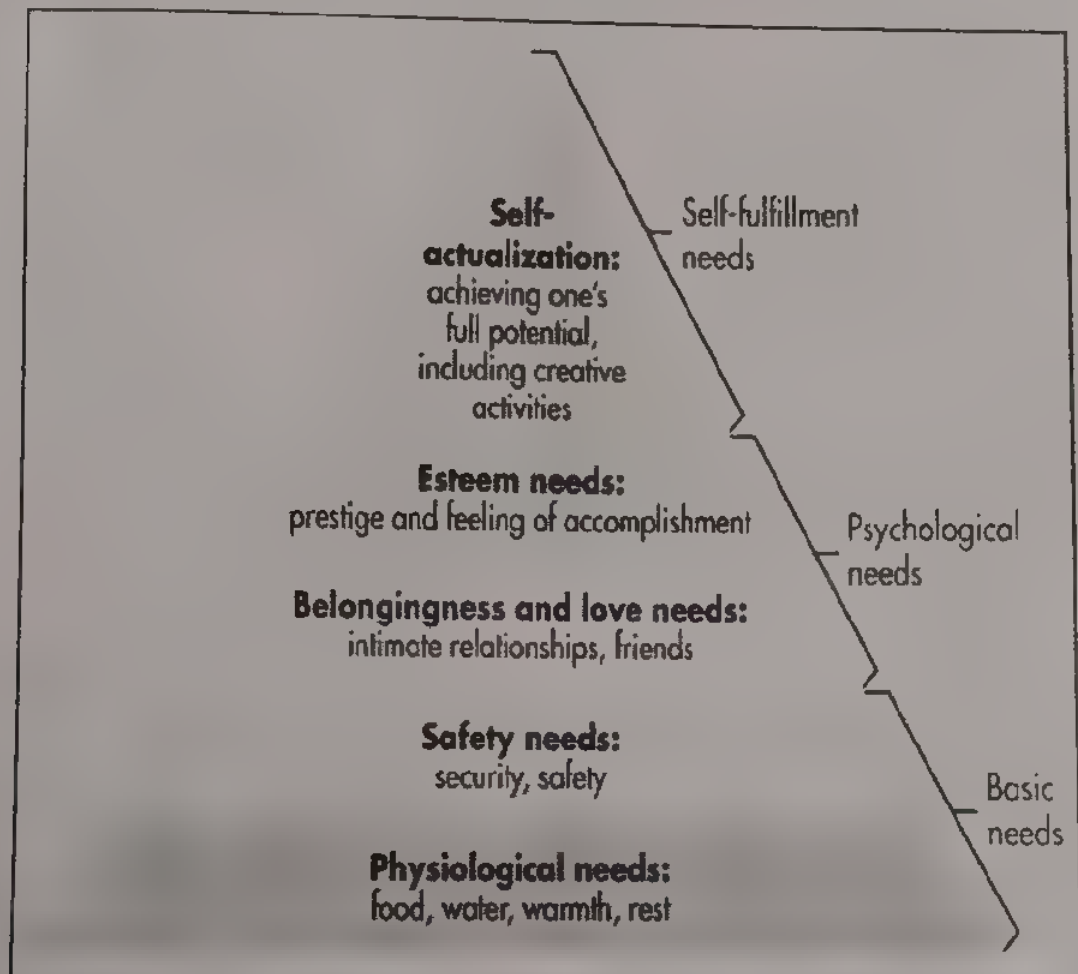 Self-
actualization:
achieving one's
full potential,
including creative
activities
Self-fulfillment
needs
Esteem needs:
prestige and feeling of accomplishment
Psychological
needs
Belongingness and love needs:
intimate relationships, friends
Safety needs:
security, safety
Basic
needs
Physiological needs:
food, water, warmth, rest